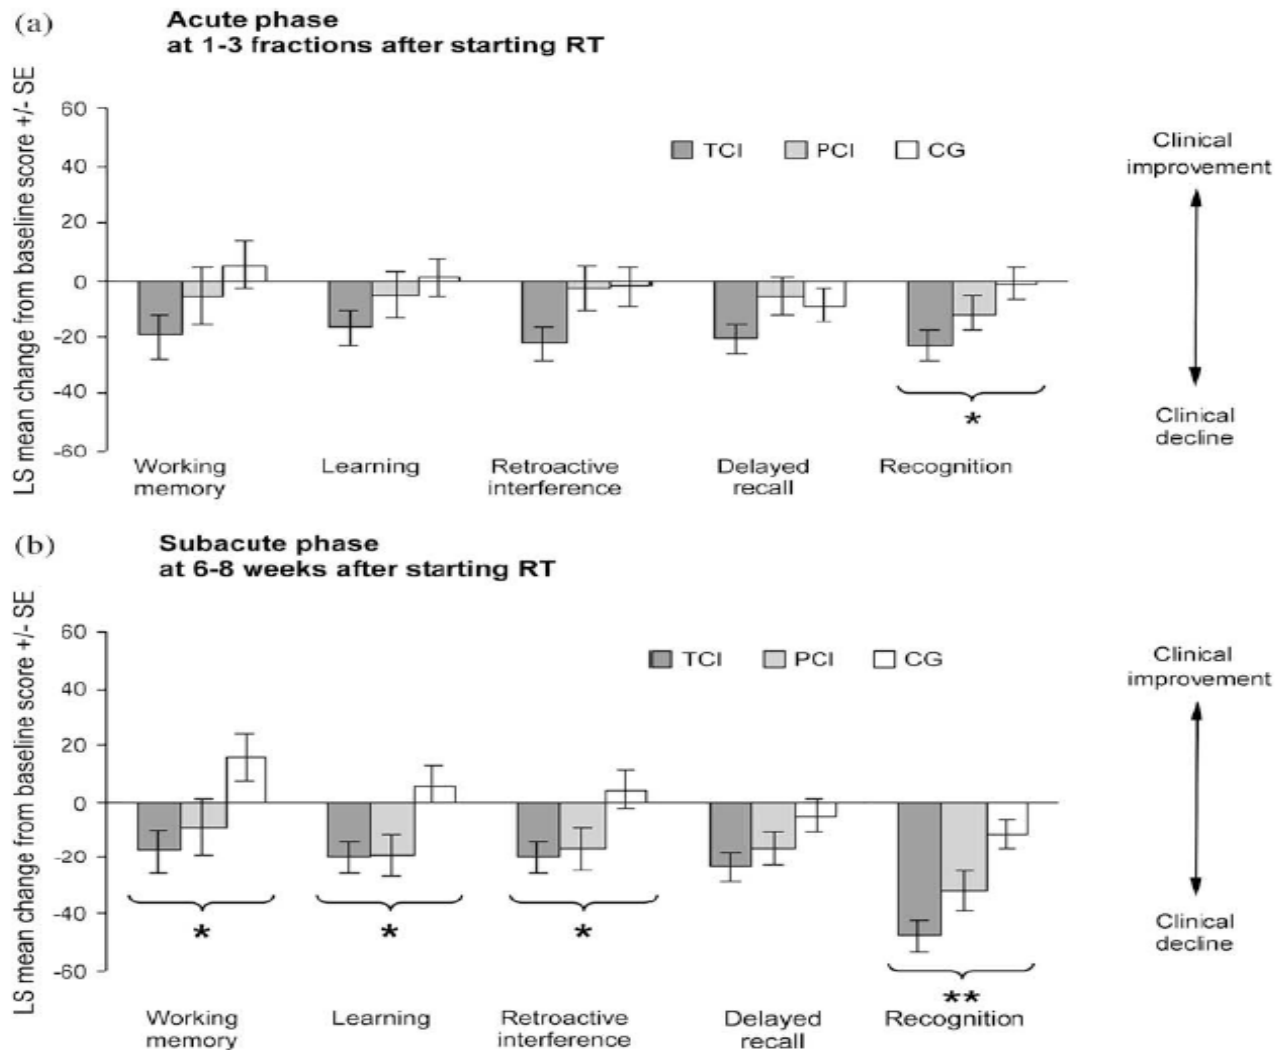 (a)
Acute phase
at 1-3 fractions after starting RT
LS mean change from baseline score +/- SE
60
40
20
0
-20
-40
-60
TCI PCI CG
Clinical
improvement
Clinical
decline
*
Working
memory
Learning
Retroactive
interference
Delayed
recall
Recognition
(b)
Subacute phase
at 6-8 weeks after starting RT
LS mean change from baseline score +/- SE
60
40
20
0
-20
-40
-60
TCI PCI CG
Clinical
improvement
Clinical
decline
* * *
**
Working
memory
Learning
Retroactive
interference
Delayed
recall
Recognition